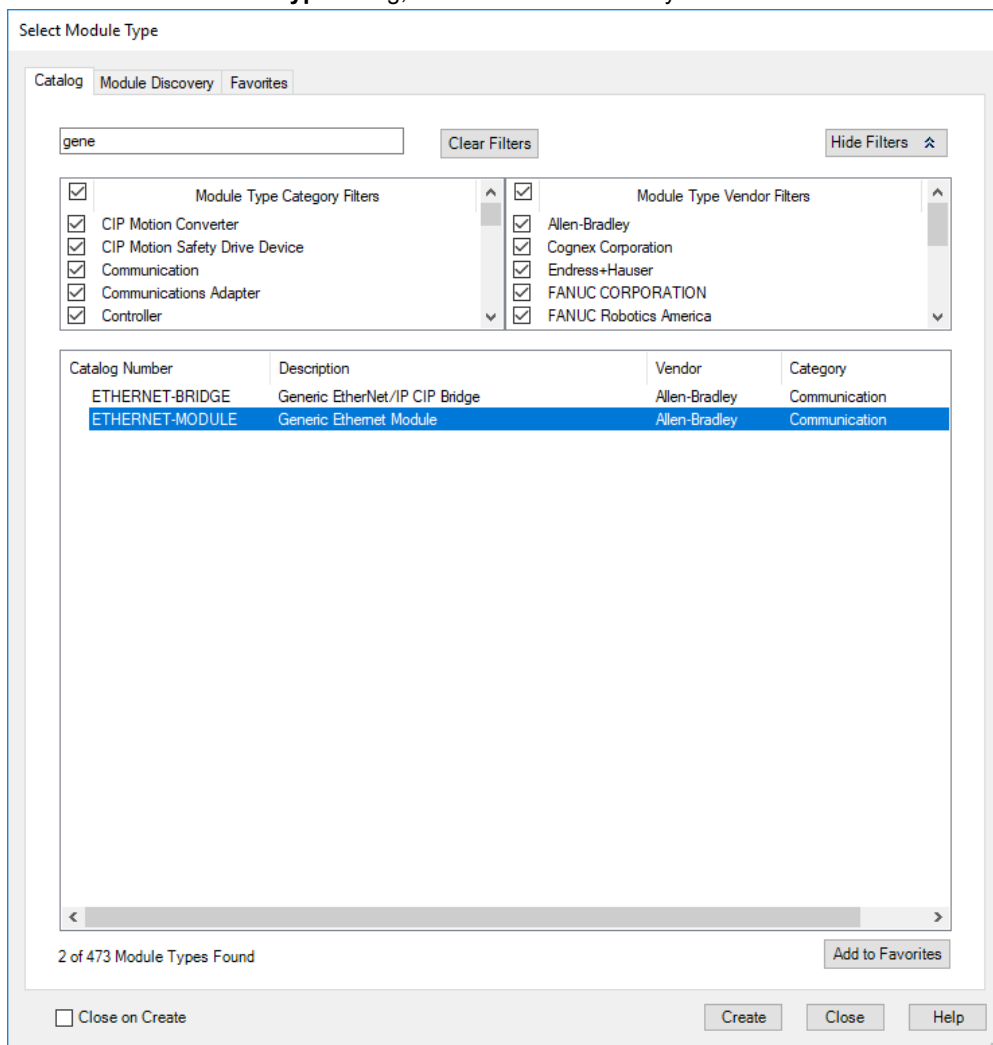 Select Module Type
Catalog Module Discovery Favorites
gene Clear Filters Hide Filters
Module Type Category Filters Module Type Vendor Filters
CIP Motion Converter Allen-Bradley
CIP Motion Safety Drive Device Cognex Corporation
Communication Endress+Hauser
Communications Adapter FANUC CORPORATION
Controller FANUC Robotics America
Catalog Number Description Vendor Category
ETHERNET-BRIDGE Generic EtherNet/IP CIP Bridge Allen-Bradley Communication
ETHERNET-MODULE Generic Ethernet Module Allen-Bradley Communication
2 of 473 Module Types Found Add to Favorites
Close on Create Create Close Help